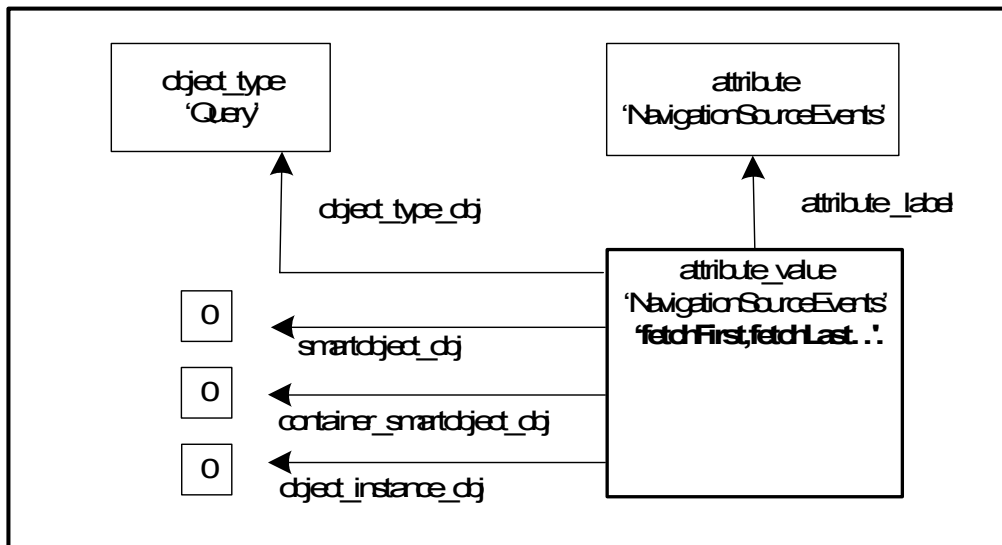 object_type
'Query'
attribute
'NavigationSourceEvents'
object_type_obj
attribute_label
attribute_value
'NavigationSourceEvents'
'fetchFirst,fetchLast...'.
0
smartobject_obj
0
container_smartobject_obj
0
object_instance_obj